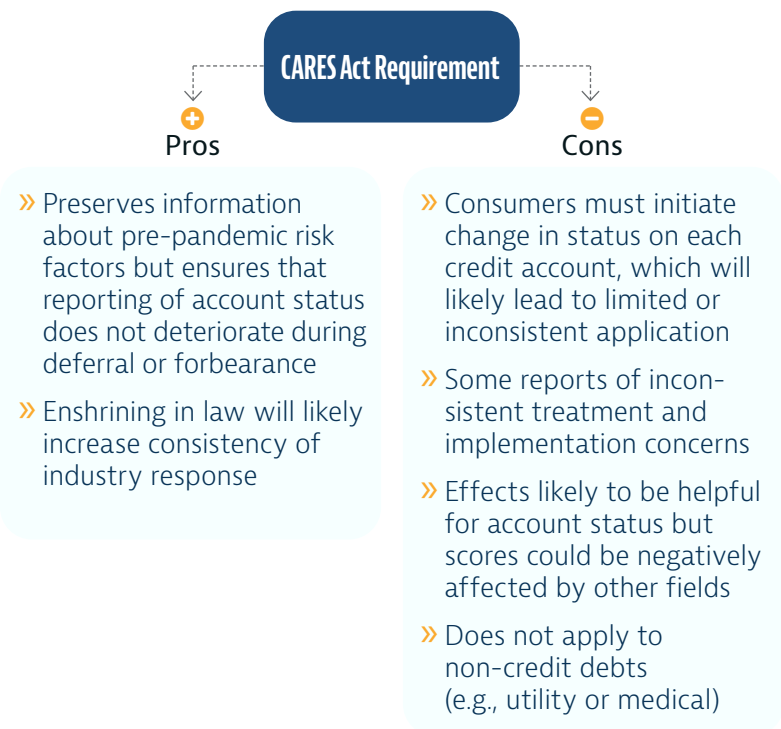 CARES Act Requirement
Pros
Cons
» Preserves information
about pre-pandemic risk
factors but ensures that
reporting of account status
does not deteriorate during
deferral or forbearance
» Enshrining in law will likely
increase consistency of
industry response
» Consumers must initiate
change in status on each
credit account, which will
likely lead to limited or
inconsistent application
» Some reports of incon-
sistent treatment and
implementation concerns
» Effects likely to be helpful
for account status but
scores could be negatively
affected by other fields
» Does not apply to
non-credit debts
(e.g., utility or medical)